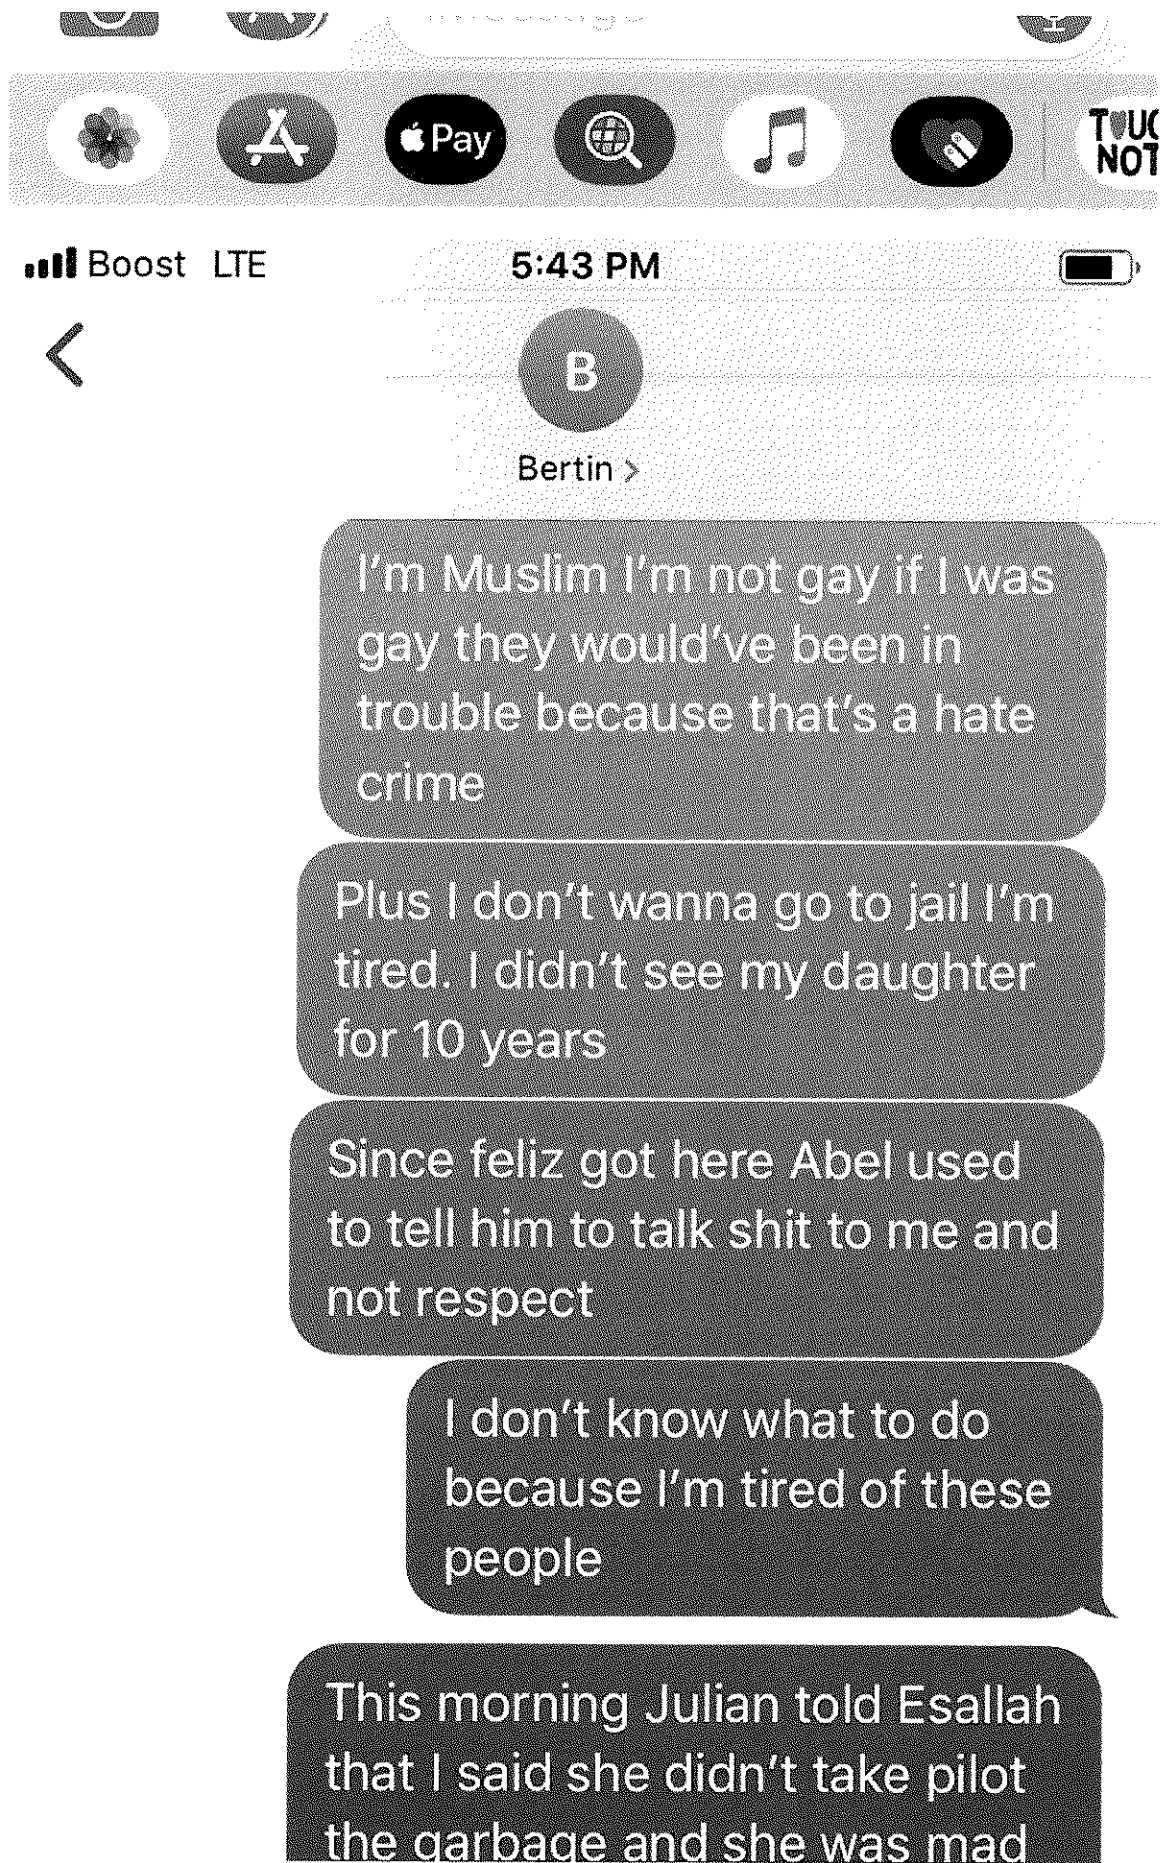 Pay
TOUC
NOT
Boost LTE
5:43 PM
B
Bertin >
I'm Muslim I'm not gay if I was
gay they would've been in
trouble because that's a hate
crime
Plus I don't wanna go to jail I'm
tired. I didn't see my daughter
for 10 years
Since feliz got here Abel used
to tell him to talk shit to me and
not respect
I don't know what to do
because I'm tired of these
people
This morning Julian told Esallah
that I said she didn't take pilot
the garbage and she was mad